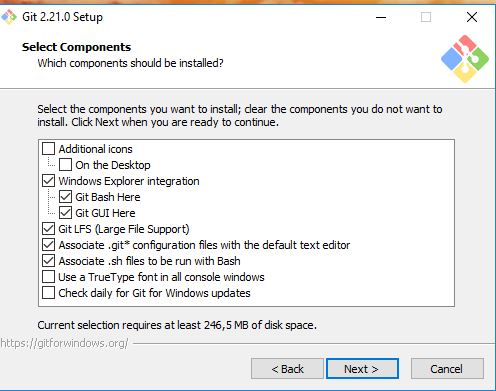 Git 2.21.0 Setup
Select Components
Which components should be installed?
Select the components you want to install; clear the components you do not want to
install. Click Next when you are ready to continue.
Additional icons
On the Desktop
Windows Explorer integration
Git Bash Here
Git GUI Here
Git LFS (Large File Support)
Associate .git* configuration files with the default text editor
Associate .sh files to be run with Bash
Use a TrueType font in all console windows
Check daily for Git for Windows updates
Current selection requires at least 246,5 MB of disk space.
https://gitforwindows.org/
< Back
Next >
Cancel